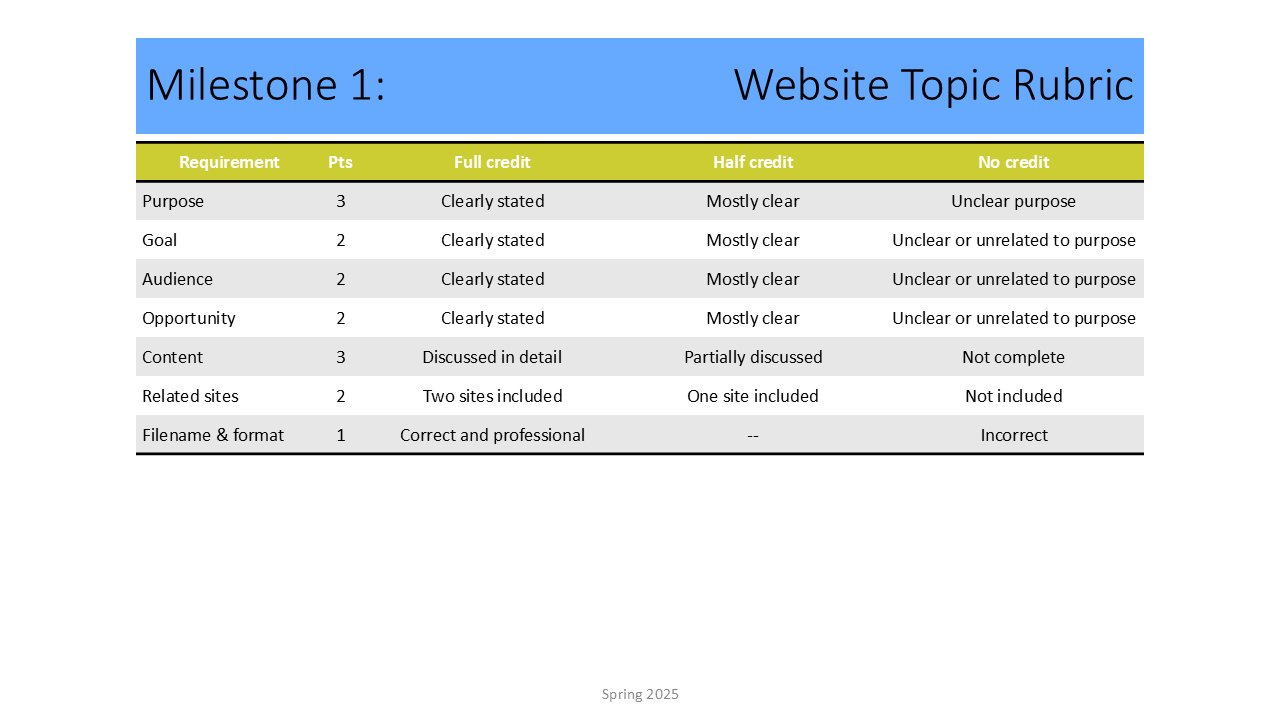 Milestone 1: Website Topic Rubric
Requirement Pts Full credit Half credit No credit
Purpose 3 Clearly stated Mostly clear Unclear purpose
Goal 2 Clearly stated Mostly clear Unclear or unrelated to purpose
Audience 2 Clearly stated Mostly clear Unclear or unrelated to purpose
Opportunity 2 Clearly stated Mostly clear Unclear or unrelated to purpose
Content 3 Discussed in detail Partially discussed Not complete
Related sites 2 Two sites included One site included Not included
Filename & format 1 Correct and professional -- Incorrect
Spring 2025